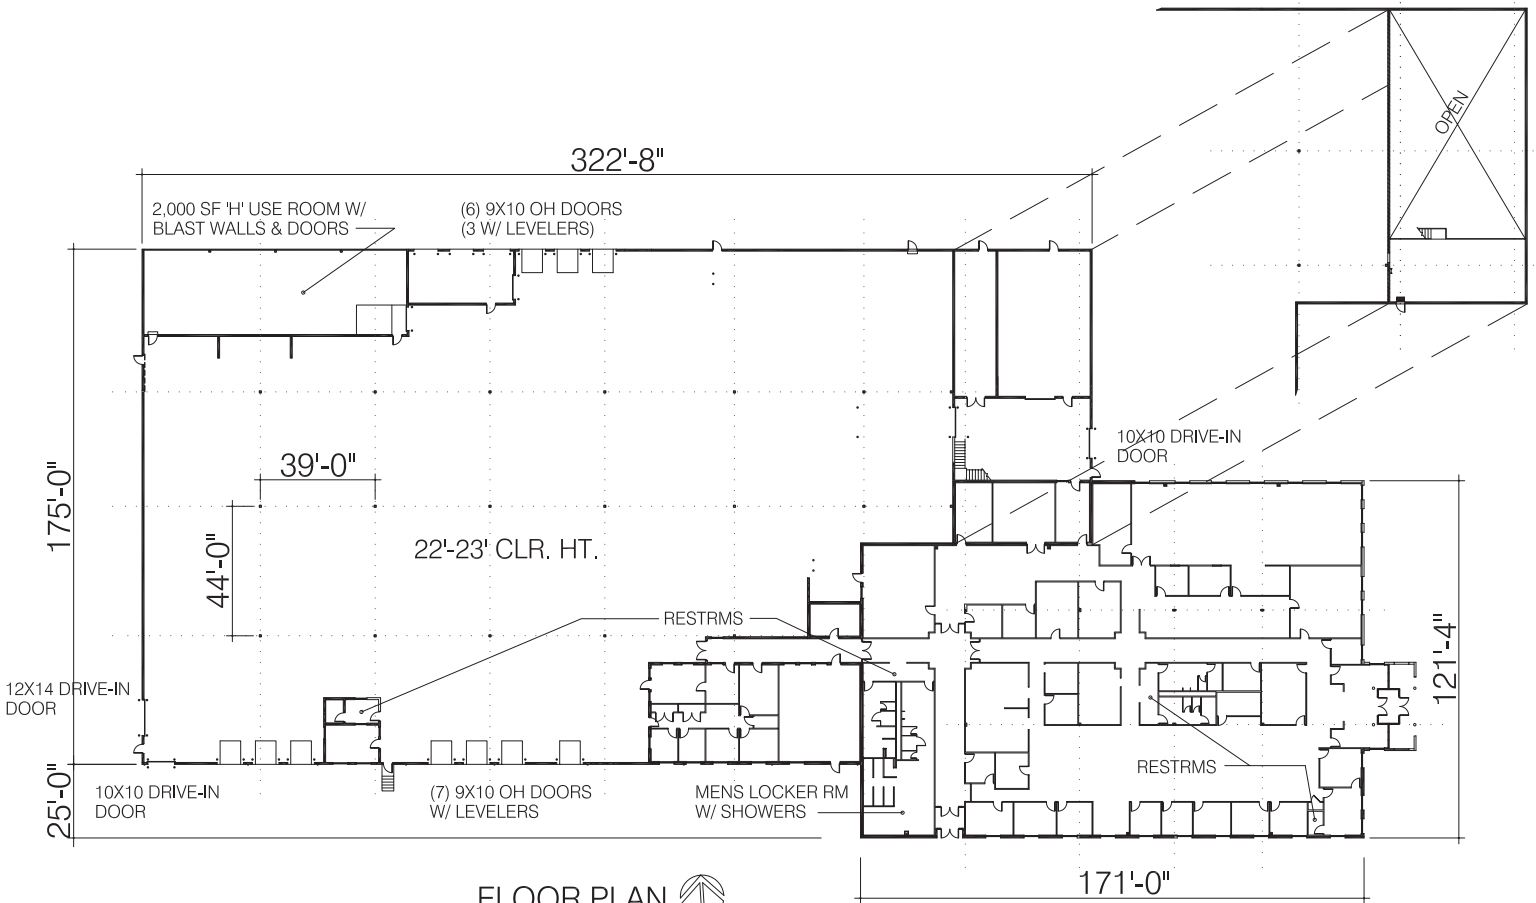 OPEN
322'-8"
2,000 SF 'H' USE ROOM W/
BLAST WALLS & DOORS
(6) 9X10 OH DOORS
(3 W/ LEVELERS)
10X10 DRIVE-IN
DOOR
39'-0"
175'-0"
44'-0"
22'-23' CLR. HT.
RESTRMS
121'-4"
12X14 DRIVE-IN
DOOR
RESTRMS
25'-0"
10X10 DRIVE-IN
DOOR
(7) 9X10 OH DOORS
W/ LEVELERS
MENS LOCKER RM
W/ SHOWERS
171'-0"
FLOOR PLAN